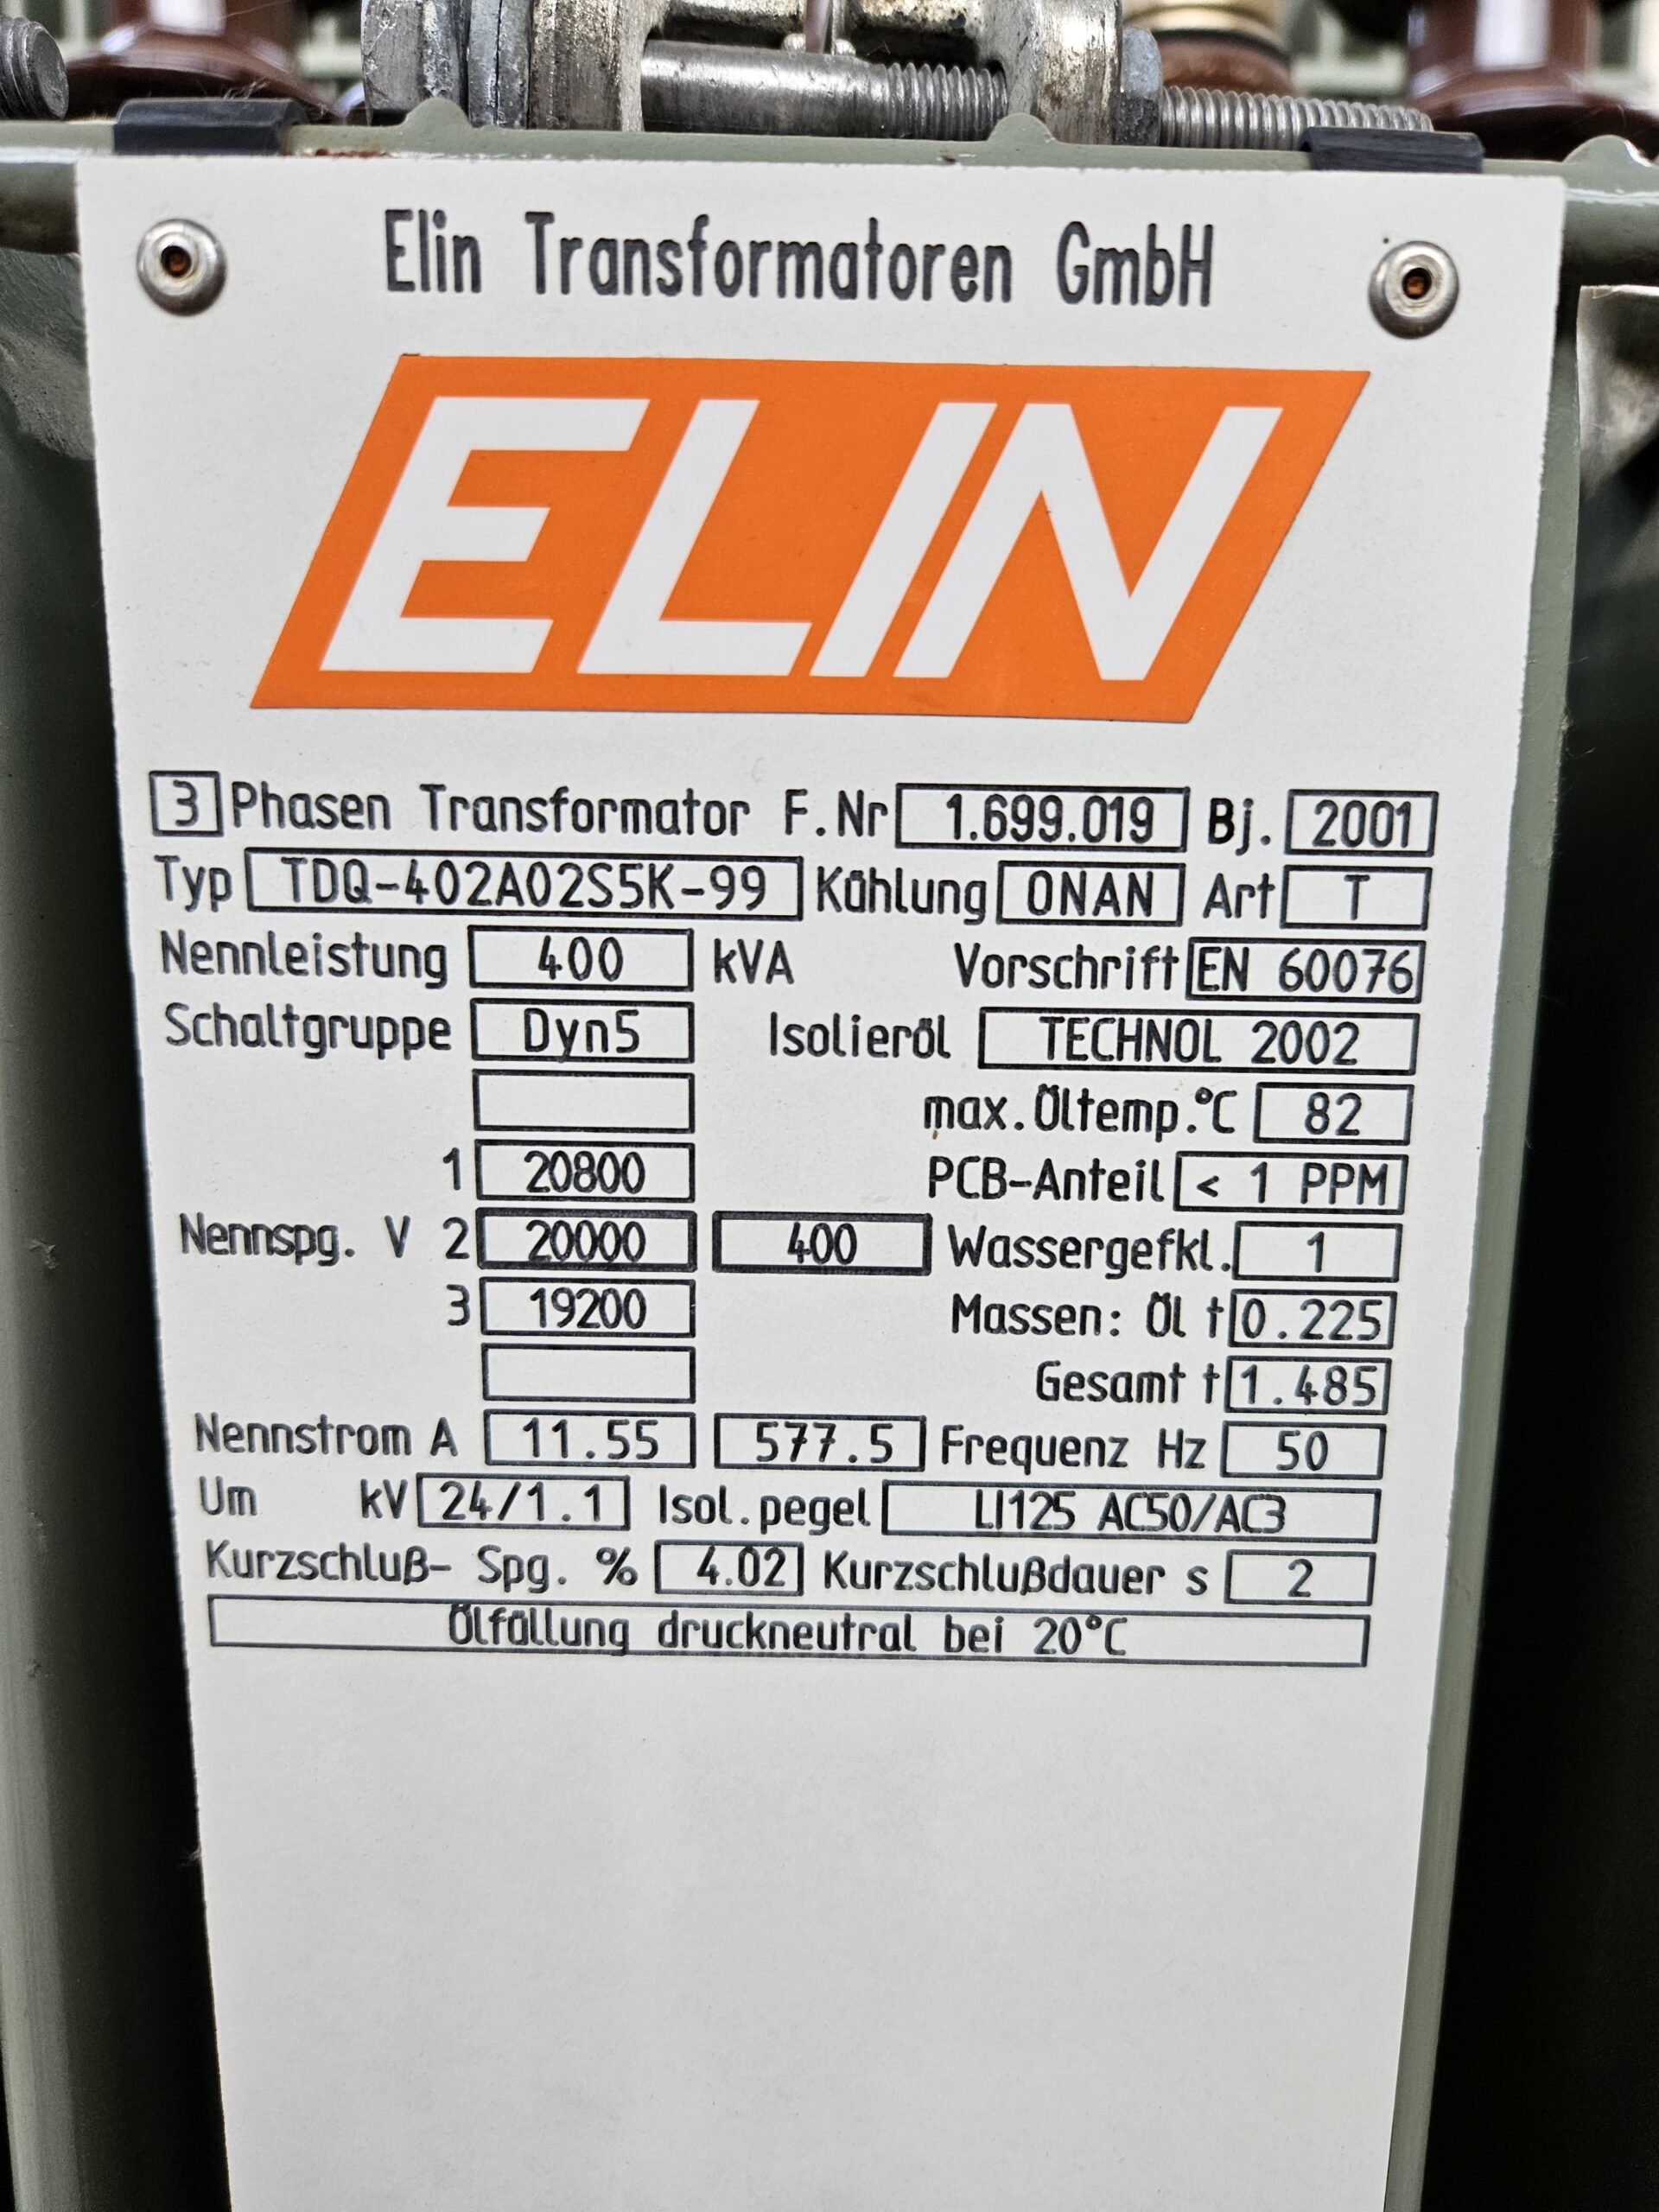 Elin Transformatoren GmbH
ELIN
3 Phasen Transformator F.Nr 1.699.019 Bj. 2001
Typ TDQ-402A02S5K-99 Kühlung ONAN Art T
Nennleistung 400 kVA Vorschrift EN 60076
Schaltgruppe Dyn5 Isolieröl TECHNOL 2002
max.Öltemp.°C 82
1 20800 PCB-Anteil < 1 PPM
Nennspg. V 2 20000 400 Wassergefkl. 1
3 19200 Massen: Öl t 0.225
Gesamt t 1.485
Nennstrom A 11.55 577.5 Frequenz Hz 50
Um kV 24/1.1 Isol.pegel LI125 AC50/AC3
Kurzschluß- Spg. % 4.02 Kurzschlußdauer s 2
Ölfüllung druckneutral bei 20°C